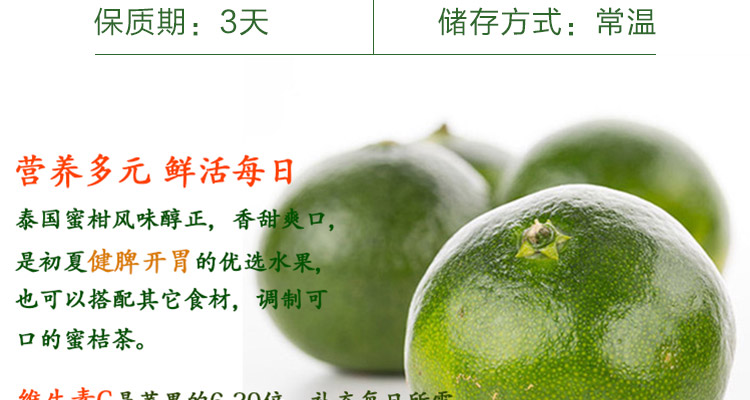 保质期：3天
储存方式：常温
营养多元 鲜活每日
泰国蜜柑风味醇正，香甜爽口，
是初夏健脾开胃的优选水果，
也可以搭配其它食材，调制可
口的蜜桔茶。
维生素C是苹果的6-20倍，补充每日所需